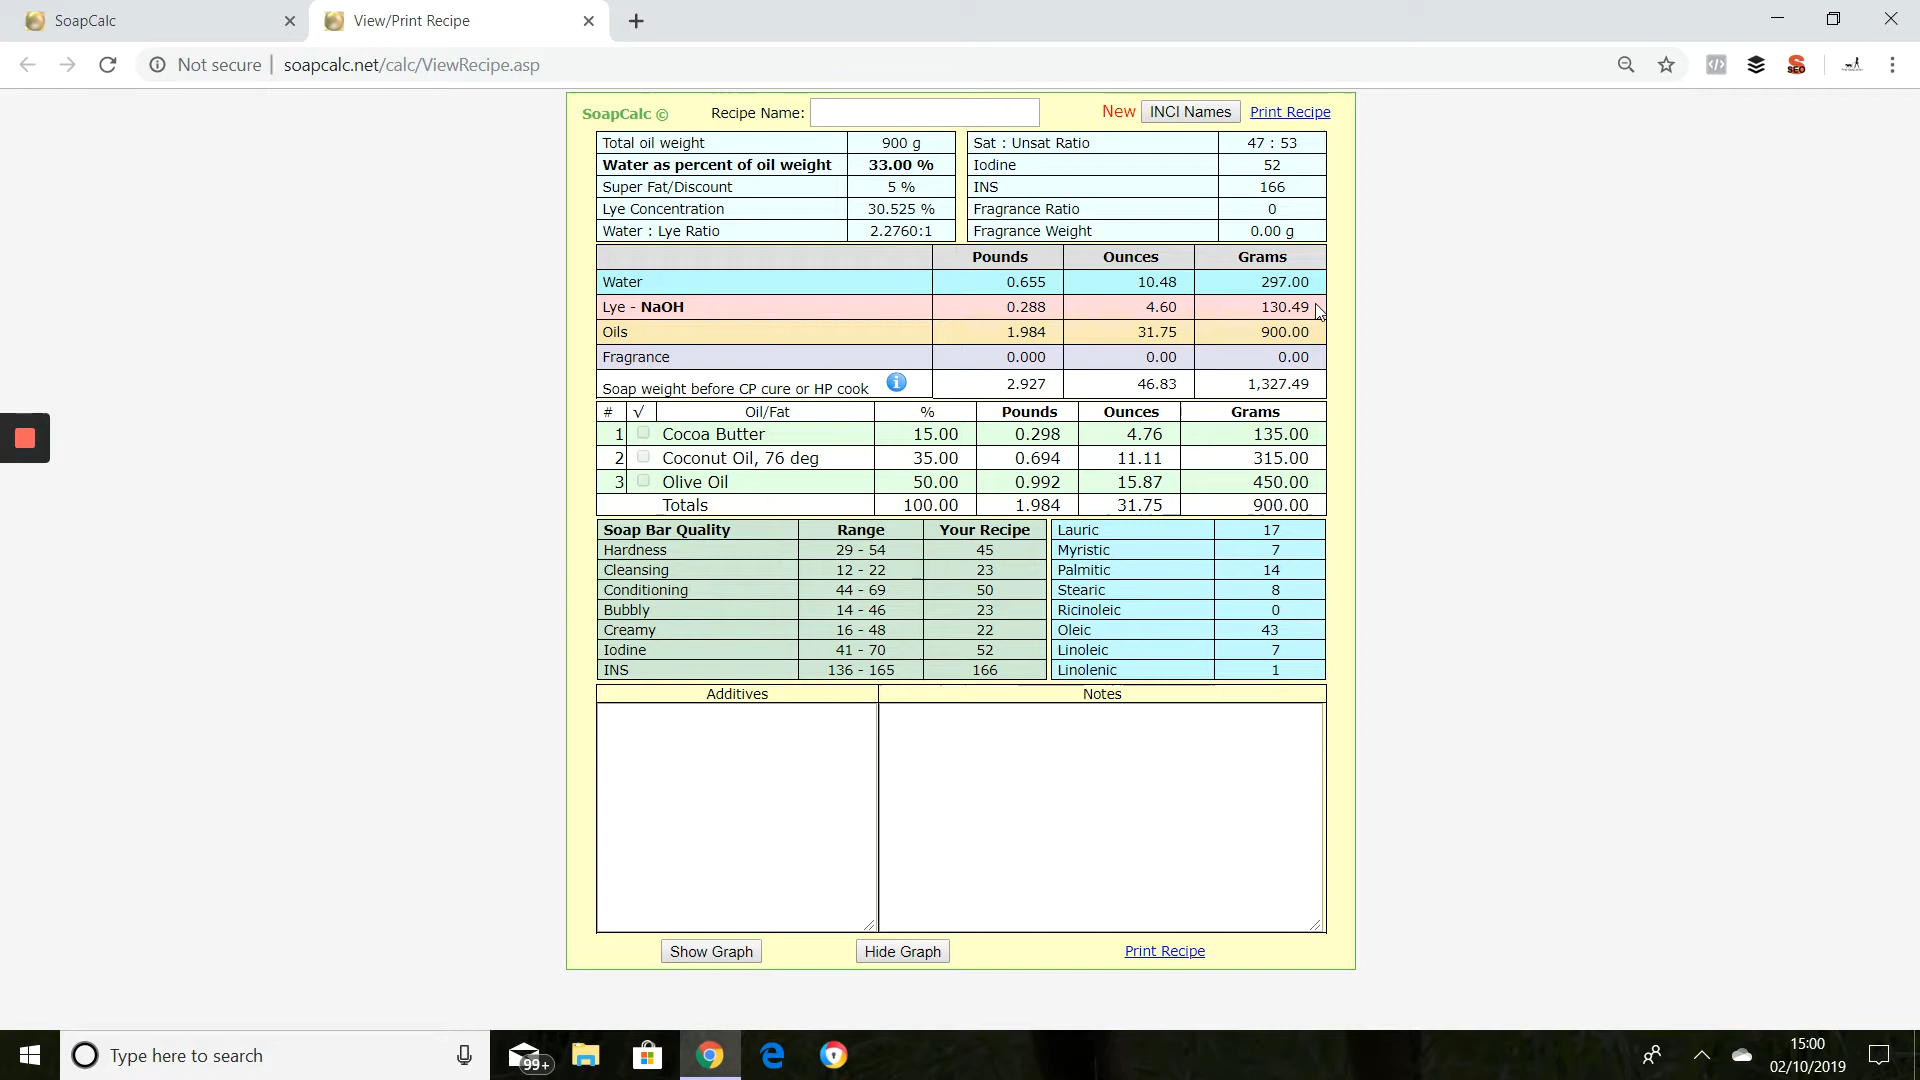 SoapCalc
View/Print Recipe
Not secure | soapcalc.net/calc/ViewRecipe.asp
SEO
SoapCalc © Recipe Name: New INCI Names Print Recipe
Total oil weight 900 g Sat : Unsat Ratio 47 : 53
Water as percent of oil weight 33.00 % Iodine 52
Super Fat/Discount 5 % INS 166
Lye Concentration 30.525 % Fragrance Ratio 0
Water : Lye Ratio 2.2760:1 Fragrance Weight 0.00 g
Pounds Ounces Grams
Water 0.655 10.48 297.00
Lye - NaOH 0.288 4.60 130.49
Oils 1.984 31.75 900.00
Fragrance 0.000 0.00 0.00
Soap weight before CP cure or HP cook 2.927 46.83 1,327.49
# √ Oil/Fat % Pounds Ounces Grams
1 Cocoa Butter 15.00 0.298 4.76 135.00
2 Coconut Oil, 76 deg 35.00 0.694 11.11 315.00
3 Olive Oil 50.00 0.992 15.87 450.00
Totals 100.00 1.984 31.75 900.00
Soap Bar Quality Range Your Recipe Lauric 17
Hardness 29 - 54 45 Myristic 7
Cleansing 12 - 22 23 Palmitic 14
Conditioning 44 - 69 50 Stearic 8
Bubbly 14 - 46 23 Ricinoleic 0
Creamy 16 - 48 22 Oleic 43
Iodine 41 - 70 52 Linoleic 7
INS 136 - 165 166 Linolenic 1
Additives Notes
Show Graph Hide Graph Print Recipe
Type here to search
99+
15:00
02/10/2019